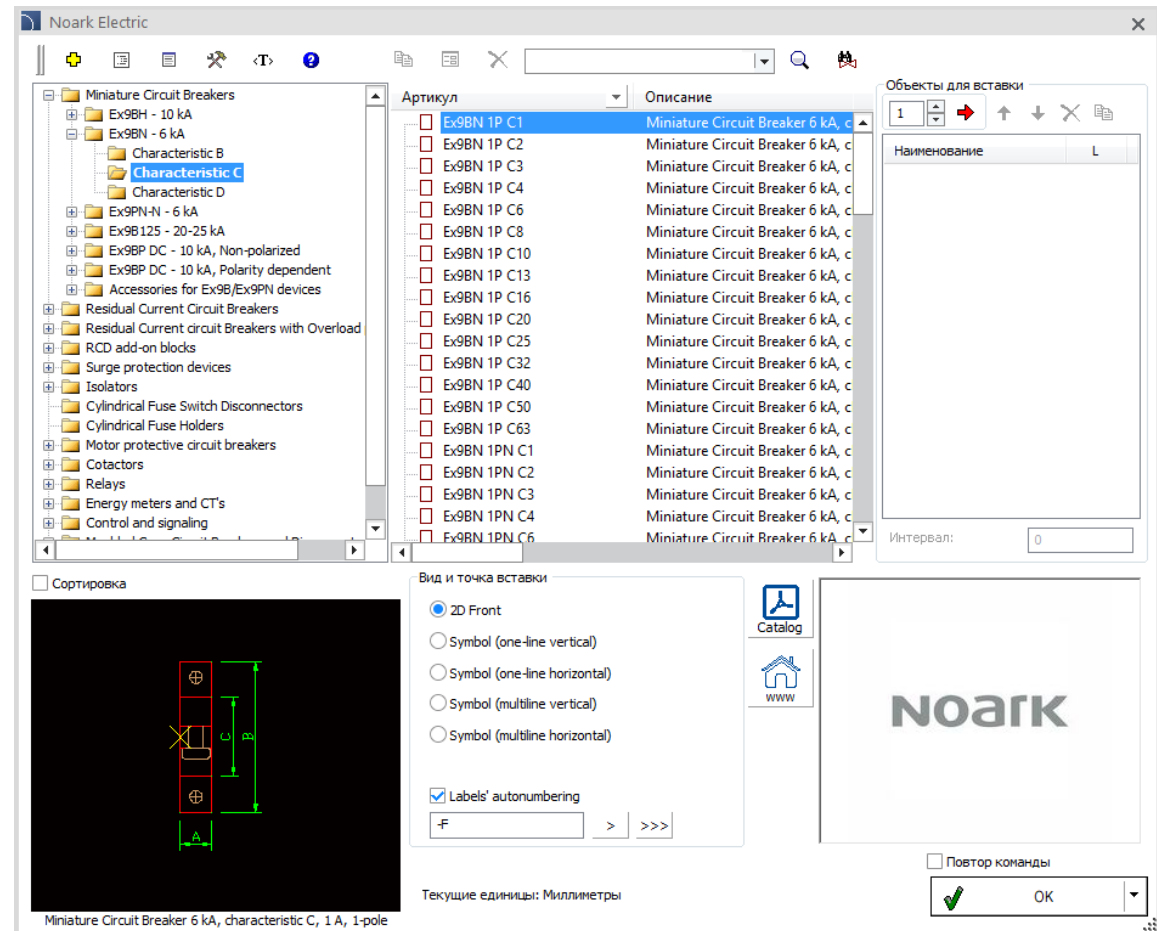 Noark Electric
<T>
Miniature Circuit Breakers
Ex9BH - 10 kA
Ex9BN - 6 kA
Characteristic B
Characteristic C
Characteristic D
Ex9PN-N - 6 kA
Ex9B125 - 20-25 kA
Ex9BP DC - 10 kA, Non-polarized
Ex9BP DC - 10 kA, Polarity dependent
Accessories for Ex9B/Ex9PN devices
Residual Current Circuit Breakers
Residual Current circuit Breakers with Overload
RCD add-on blocks
Surge protection devices
Isolators
Cylindrical Fuse Switch Disconnectors
Cylindrical Fuse Holders
Motor protective circuit breakers
Cotactors
Relays
Energy meters and CT's
Control and signaling
Артикул Описание
Ex9BN 1P C1 Miniature Circuit Breaker 6 kA, c
Ex9BN 1P C2 Miniature Circuit Breaker 6 kA, c
Ex9BN 1P C3 Miniature Circuit Breaker 6 kA, c
Ex9BN 1P C4 Miniature Circuit Breaker 6 kA, c
Ex9BN 1P C6 Miniature Circuit Breaker 6 kA, c
Ex9BN 1P C8 Miniature Circuit Breaker 6 kA, c
Ex9BN 1P C10 Miniature Circuit Breaker 6 kA, c
Ex9BN 1P C13 Miniature Circuit Breaker 6 kA, c
Ex9BN 1P C16 Miniature Circuit Breaker 6 kA, c
Ex9BN 1P C20 Miniature Circuit Breaker 6 kA, c
Ex9BN 1P C25 Miniature Circuit Breaker 6 kA, c
Ex9BN 1P C32 Miniature Circuit Breaker 6 kA, c
Ex9BN 1P C40 Miniature Circuit Breaker 6 kA, c
Ex9BN 1P C50 Miniature Circuit Breaker 6 kA, c
Ex9BN 1P C63 Miniature Circuit Breaker 6 kA, c
Ex9BN 1PN C1 Miniature Circuit Breaker 6 kA, c
Ex9BN 1PN C2 Miniature Circuit Breaker 6 kA, c
Ex9BN 1PN C3 Miniature Circuit Breaker 6 kA, c
Ex9BN 1PN C4 Miniature Circuit Breaker 6 kA, c
Ex9BN 1PN C6 Miniature Circuit Breaker 6 kA, c
Объекты для вставки
1
Наименование L
Интервал: 0
Сортировка
C
B
A
Miniature Circuit Breaker 6 kA, characteristic C, 1 A, 1-pole
Вид и точка вставки
2D Front
Symbol (one-line vertical)
Symbol (one-line horizontal)
Symbol (multiline vertical)
Symbol (multiline horizontal)
Labels' autonumbering
-F > >>>
Текущие единицы: Миллиметры
Catalog
www
NOARK
Повтор команды
OK